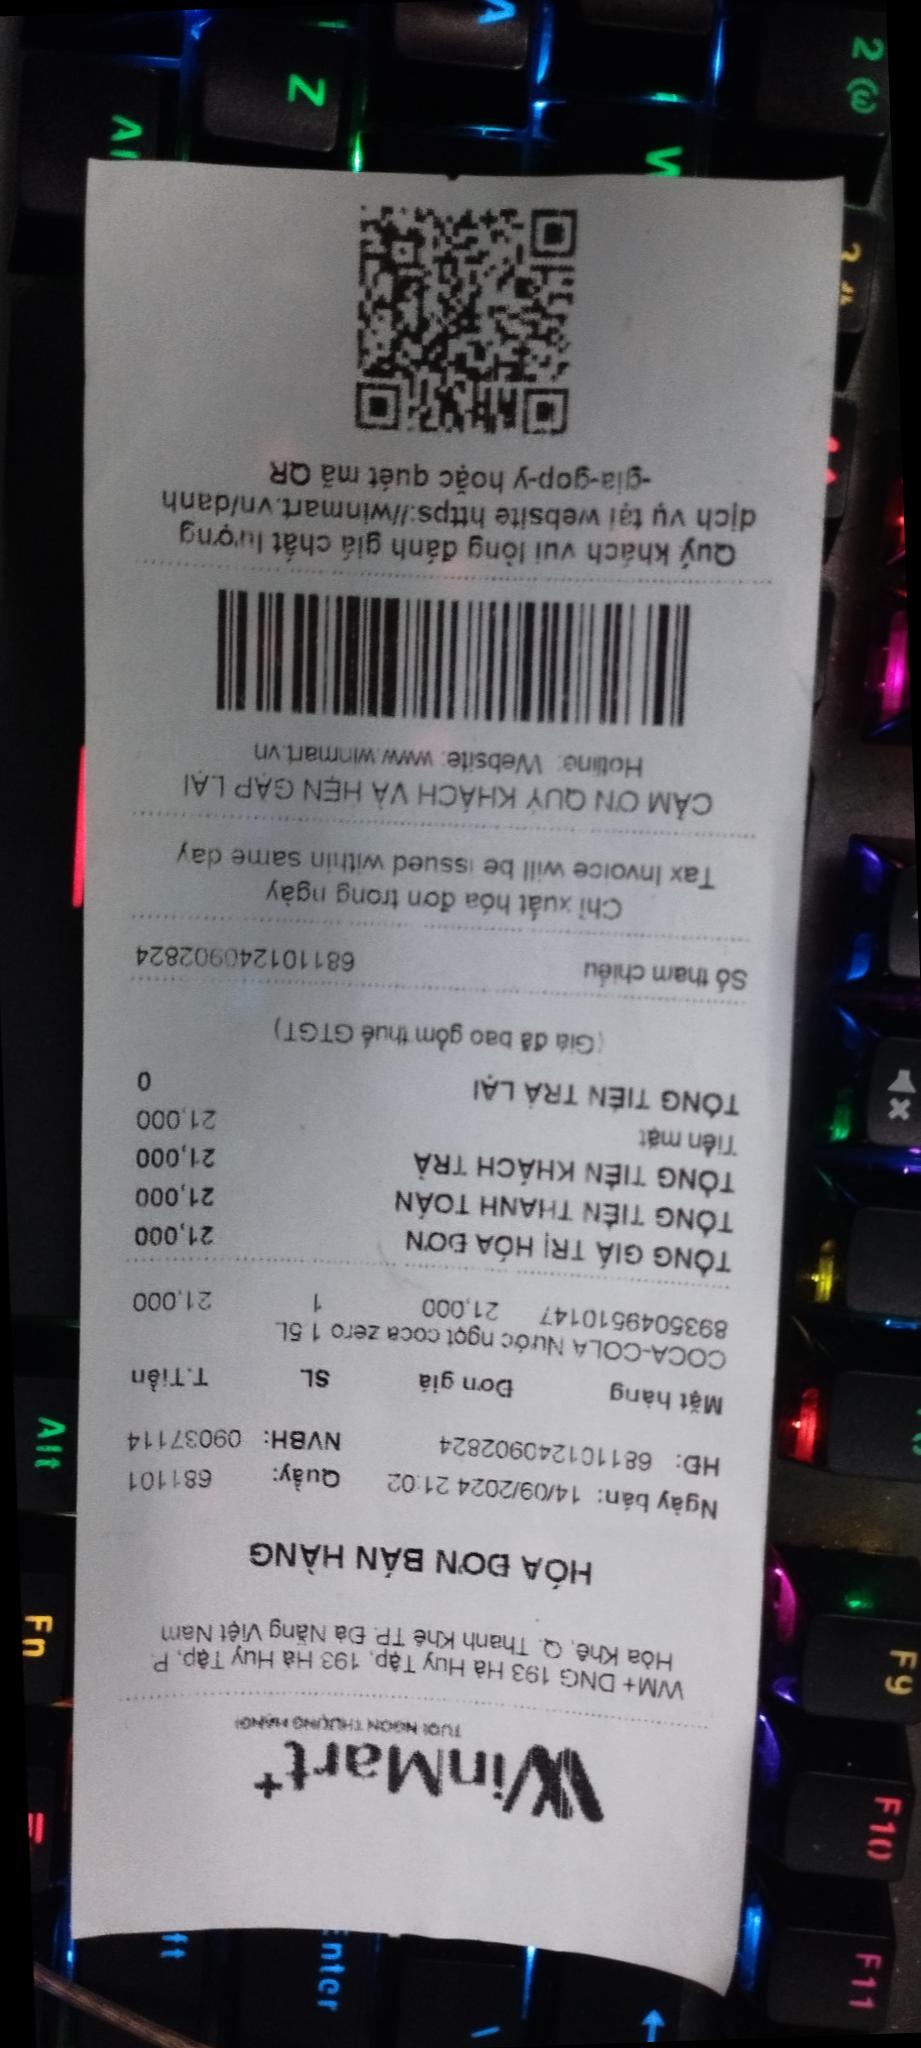 WinMart+
TƯƠI NGON THƯỢNG HẠNG!
WM+ DNG 193 Hà Huy Tập, 193 Hà Huy Tập, P.
Hòa Khê, Q. Thanh Khê TP. Đà Nẵng Việt Nam
HÓA ĐƠN BÁN HÀNG
Ngày bán: 14/09/2024 21:02 Quầy: 681101
HĐ: 681101240902824 NVBH: 09037114
Mặt hàng Đơn giá SL T.Tiền
COCA-COLA Nước ngọt coca zero 1.5L
8935049510147 21,000 1 21,000
TỔNG GIÁ TRỊ HÓA ĐƠN 21,000
TỔNG TIỀN THANH TOÁN 21,000
TỔNG TIỀN KHÁCH TRẢ 21,000
Tiền mặt 21,000
TỔNG TIỀN TRẢ LẠI 0
(Giá đã bao gồm thuế GTGT)
Số tham chiếu 681101240902824
Chỉ xuất hóa đơn trong ngày
Tax Invoice will be issued within same day
CẢM ƠN QUÝ KHÁCH VÀ HẸN GẶP LẠI
Hotline: Website: www.winmart.vn
Quý khách vui lòng đánh giá chất lượng
dịch vụ tại website https://winmart.vn/danh
-gia-gop-y hoặc quét mã QR
Z
A
2
W
3 #
Alt
Fn
F9
F10
F11
Enter